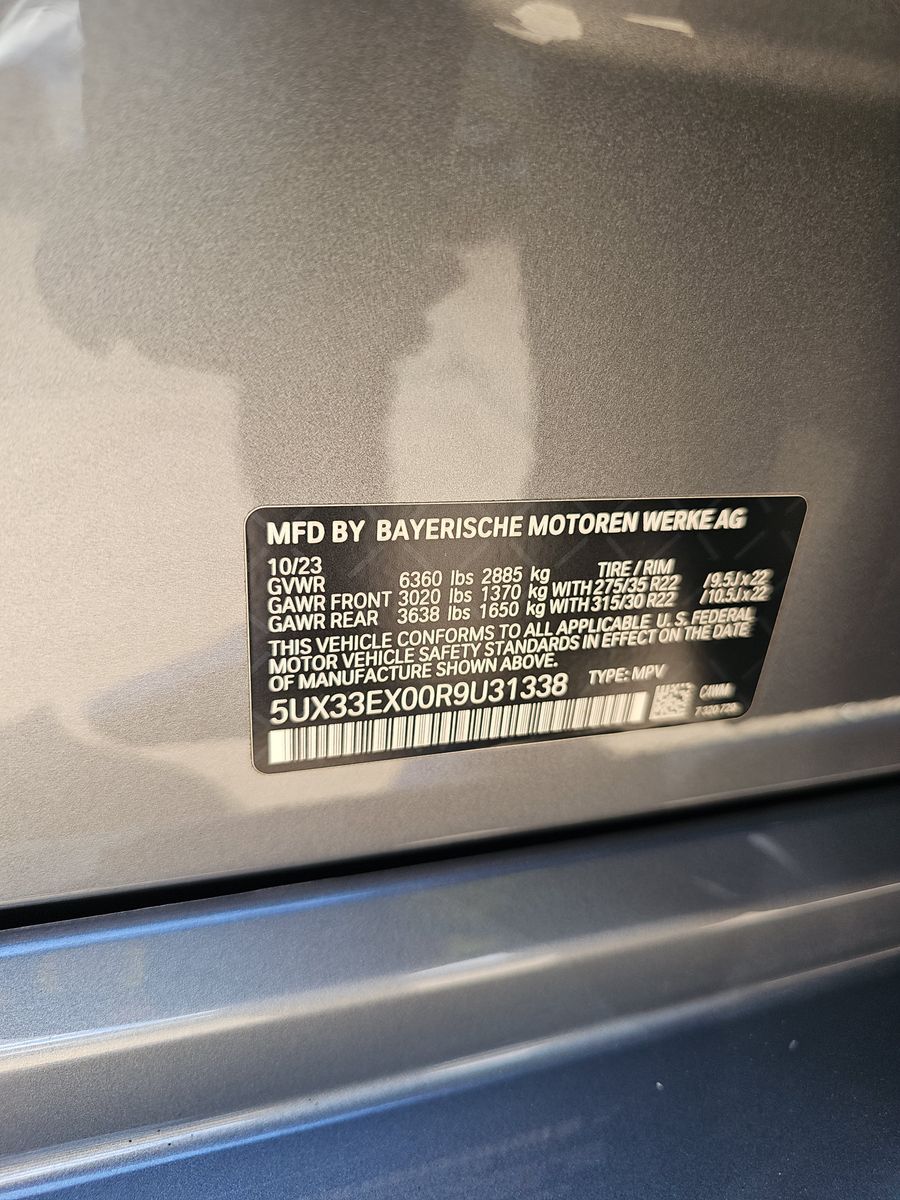 MFD BY BAYERISCHE MOTOREN WERKE AG
10/23
GVWR 6360 lbs 2885 kg TIRE / RIM
GAWR FRONT 3020 lbs 1370 kg WITH 275/35 R22 / 9.5J x 22
GAWR REAR 3638 lbs 1650 kg WITH 315/30 R22 / 10.5J x 22
THIS VEHICLE CONFORMS TO ALL APPLICABLE U. S. FEDERAL
MOTOR VEHICLE SAFETY STANDARDS IN EFFECT ON THE DATE
OF MANUFACTURE SHOWN ABOVE.
5UX33EX00R9U31338 TYPE: MPV
C4WM